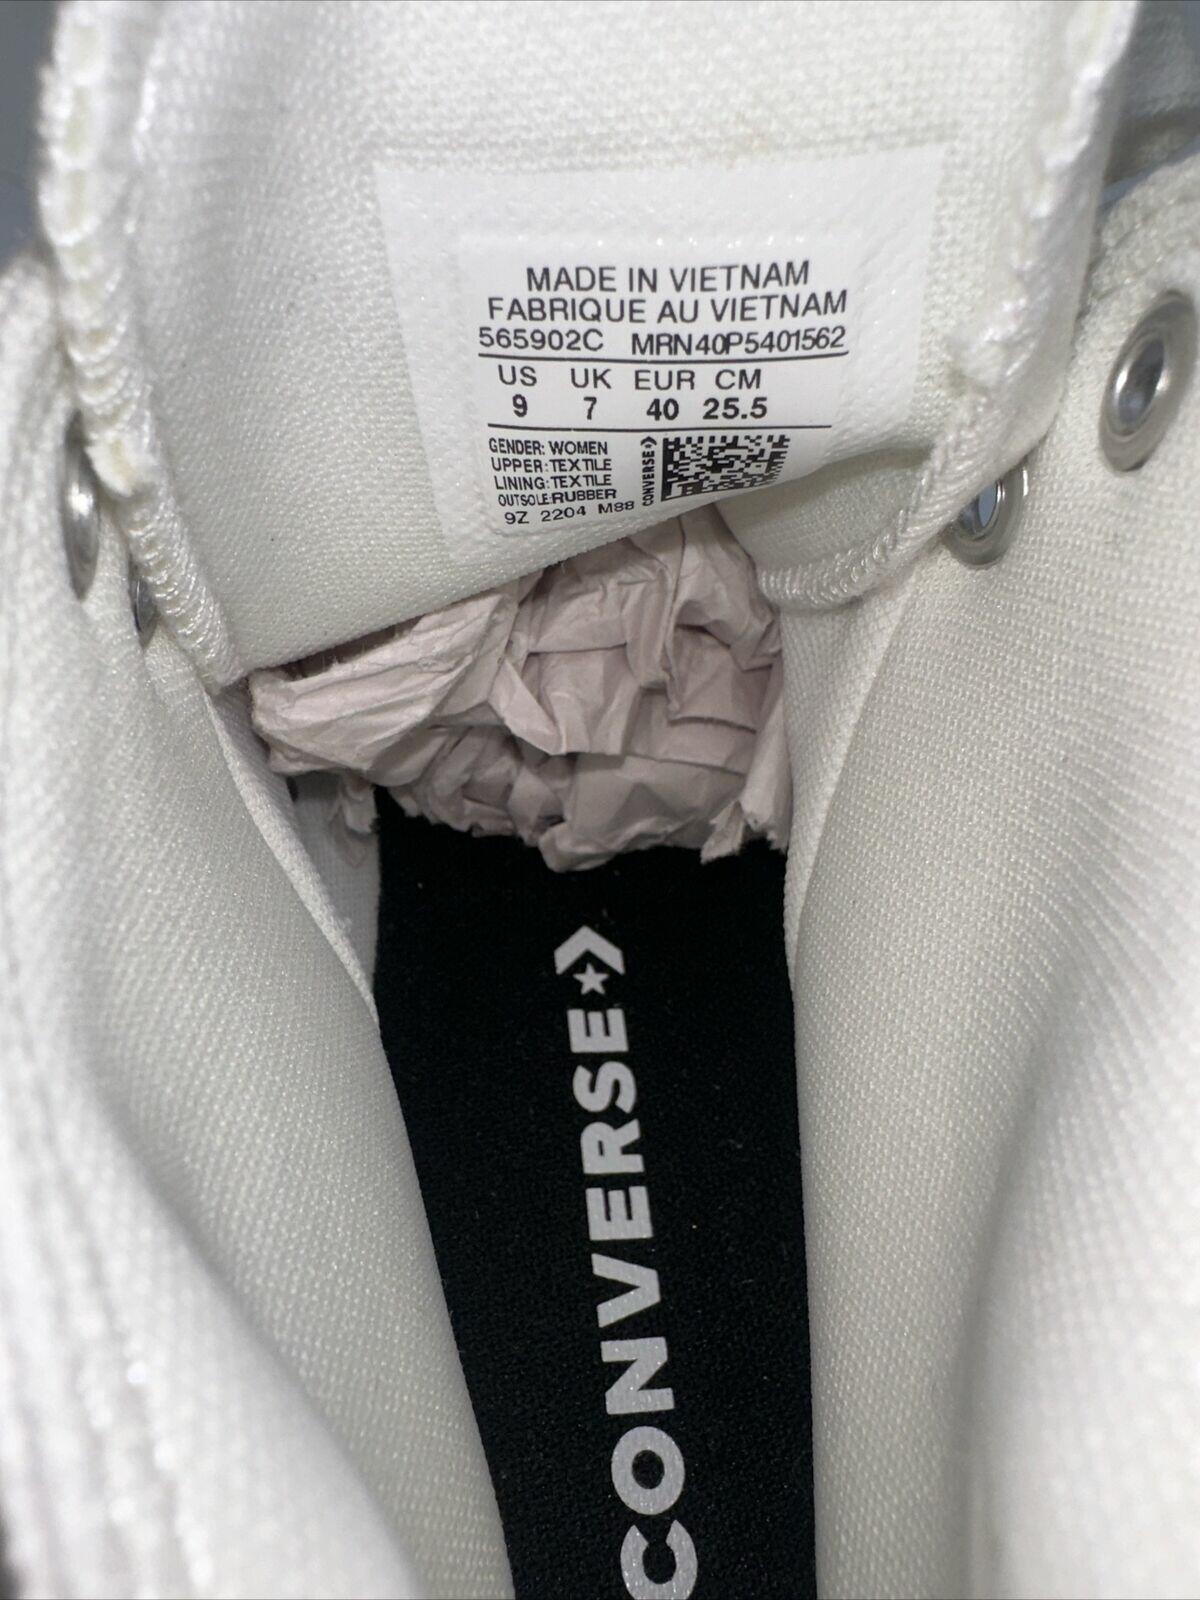 MADE IN VIETNAM
FABRIQUE AU VIETNAM
565902C MRN40P5401562
US UK EUR CM
9 7 40 25.5
GENDER: WOMEN
UPPER: TEXTILE
LINING: TEXTILE
OUTSOLE: RUBBER
9Z 2204 M88
CONVERSE
CONVERSE